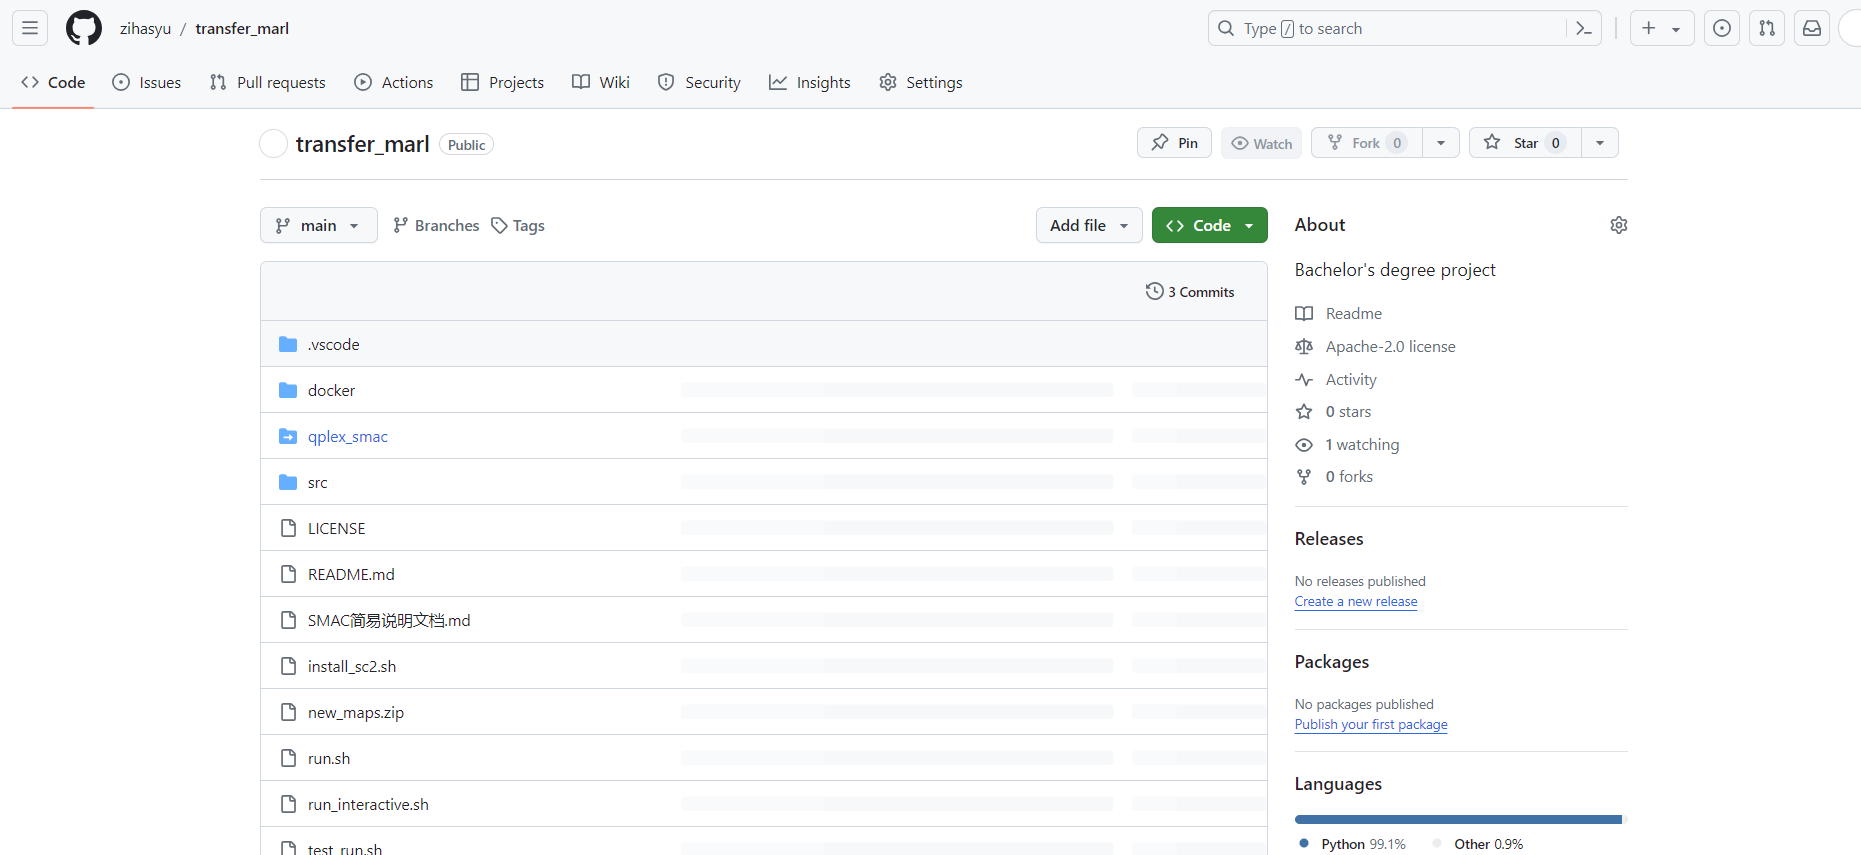 zihasyu / transfer_marl
Type / to search
Code Issues Pull requests Actions Projects Wiki Security Insights Settings
transfer_marl Public
Pin Watch Fork 0 Star 0
main Branches Tags Add file Code
3 Commits
.vscode
docker
qplex_smac
src
LICENSE
README.md
SMAC简易说明文档.md
install_sc2.sh
new_maps.zip
run.sh
run_interactive.sh
test_run.sh
About
Bachelor's degree project
Readme
Apache-2.0 license
Activity
0 stars
1 watching
0 forks
Releases
No releases published
Create a new release
Packages
No packages published
Publish your first package
Languages
Python 99.1% Other 0.9%